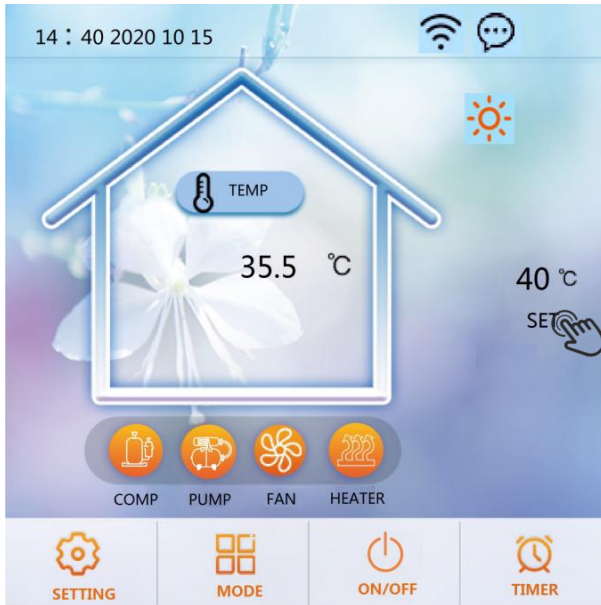 14：40 2020 10 15
TEMP
35.5 ℃
40 ℃
SET
COMP PUMP FAN HEATER
SETTING MODE ON/OFF TIMER